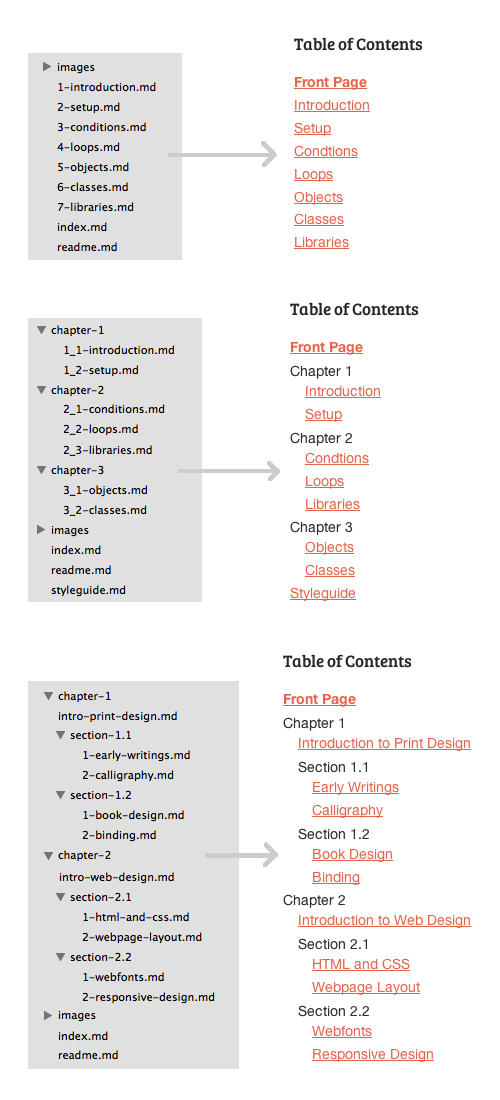 Table of Contents
images
1-introduction.md
2-setup.md
3-conditions.md
4-loops.md
5-objects.md
6-classes.md
7-libraries.md
index.md
readme.md
Front Page
Introduction
Setup
Condtions
Loops
Objects
Classes
Libraries
Table of Contents
chapter-1
1_1-introduction.md
1_2-setup.md
chapter-2
2_1-conditions.md
2_2-loops.md
2_3-libraries.md
chapter-3
3_1-objects.md
3_2-classes.md
images
index.md
readme.md
styleguide.md
Front Page
Chapter 1
Introduction
Setup
Chapter 2
Condtions
Loops
Libraries
Chapter 3
Objects
Classes
Styleguide
Table of Contents
chapter-1
intro-print-design.md
section-1.1
1-early-writings.md
2-calligraphy.md
section-1.2
1-book-design.md
2-binding.md
chapter-2
intro-web-design.md
section-2.1
1-html-and-css.md
2-webpage-layout.md
section-2.2
1-webfonts.md
2-responsive-design.md
images
index.md
readme.md
Front Page
Chapter 1
Introduction to Print Design
Section 1.1
Early Writings
Calligraphy
Section 1.2
Book Design
Binding
Chapter 2
Introduction to Web Design
Section 2.1
HTML and CSS
Webpage Layout
Section 2.2
Webfonts
Responsive Design